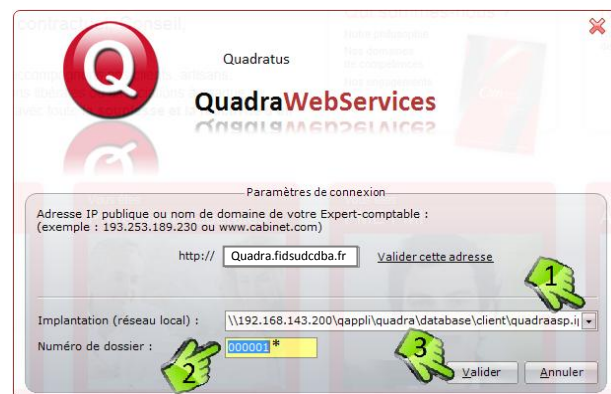 Quadratus
QuadraWebServices
Paramètres de connexion
Adresse IP publique ou nom de domaine de votre Expert-comptable :
(exemple : 193.253.189.230 ou www.cabinet.com)
http:// Quadra.fidsudcdba.fr Valider cette adresse
1
Implantation (réseau local) : \\192.168.143.200\qappli\quadra\database\client\quadraasp.i
Numéro de dossier : 000001 *
2
3
Valider Annuler